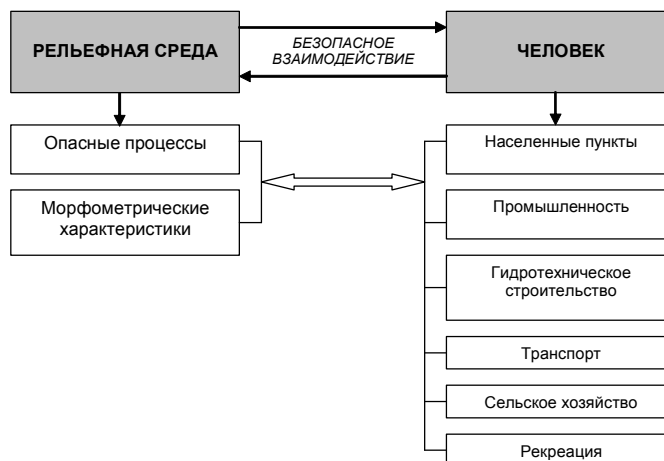 РЕЛЬЕФНАЯ СРЕДА
БЕЗОПАСНОЕ
ВЗАИМОДЕЙСТВИЕ
ЧЕЛОВЕК
Опасные процессы
Морфометрические
характеристики
Населенные пункты
Промышленность
Гидротехническое
строительство
Транспорт
Сельское хозяйство
Рекреация